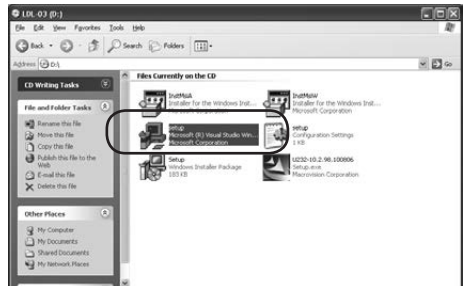 LDL-03 (D:)
File Edit View Favorites Tools Help
Back Search Folders
Address D:\ Go
CD Writing Tasks
File and Folder Tasks
Rename this file
Move this file
Copy this file
Publish this file to the
Web
E-mail this file
Delete this file
Other Places
My Computer
My Documents
Shared Documents
My Network Places
Files Currently on the CD
InstMsiA
Installer for the Windows Inst...
Microsoft Corporation
InstMsiW
Installer for the Windows Inst...
Microsoft Corporation
setup
Microsoft (R) Visual Studio Win...
Microsoft Corporation
setup
Configuration Settings
1 KB
Setup
Windows Installer Package
183 KB
U232-10.2.98.100806
Setup.exe
Macrovision Corporation